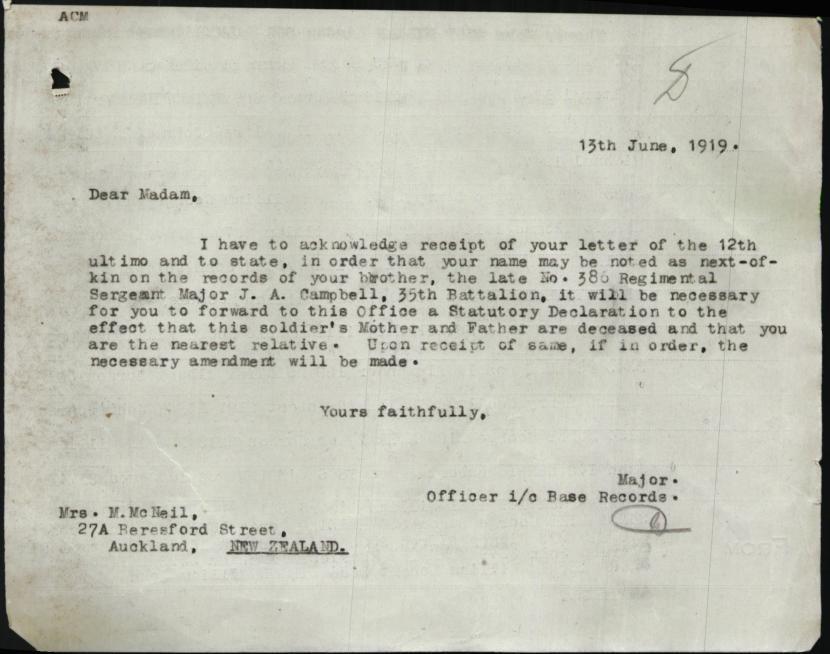 ACM
13th June, 1919.
Dear Madam,
I have to acknowledge receipt of your letter of the 12th
ultimo and to state, in order that your name may be noted as next-of-
kin on the records of your brother, the late No. 386 Regimental
Sergeant Major J. A. Campbell, 35th Battalion, it will be necessary
for you to forward to this Office a Statutory Declaration to the
effect that this soldier's Mother and Father are deceased and that you
are the nearest relative. Upon receipt of same, if in order, the
necessary amendment will be made.
Yours faithfully,
Major.
Officer i/c Base Records.
Mrs. M.McNeil,
27A Beresford Street,
Auckland, NEW ZEALAND.